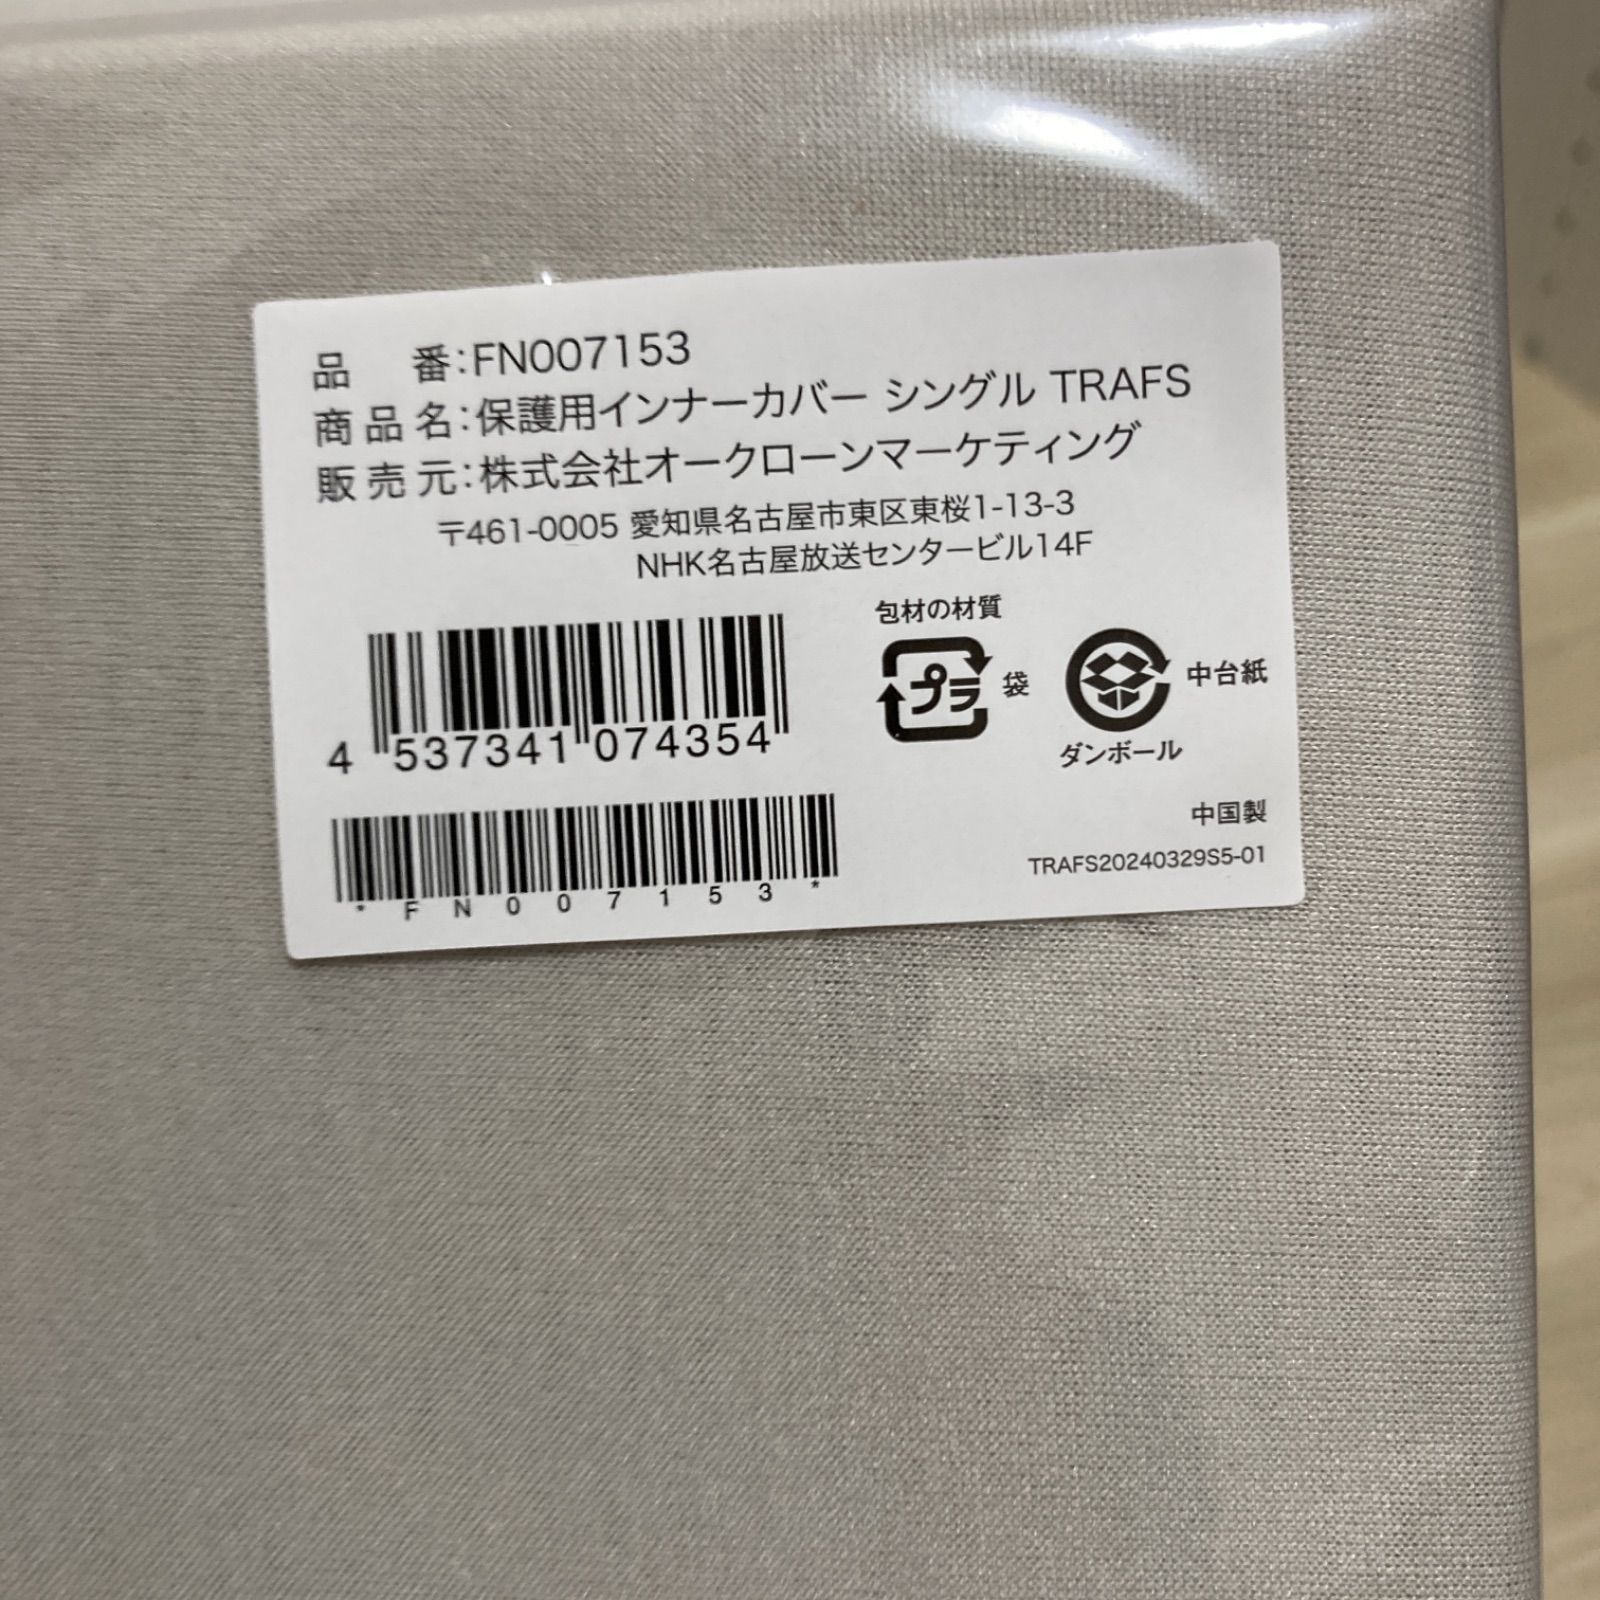 品　番：FN007153
商品名：保護用インナーカバー シングル TRAFS
販売元：株式会社オークローンマーケティング
〒461-0005 愛知県名古屋市東区東桜1-13-3
NHK名古屋放送センタービル14F
包材の材質
プラ 袋
中台紙
ダンボール
4 537341 074354
中国製
TRAFS20240329S5-01
*FN007153*